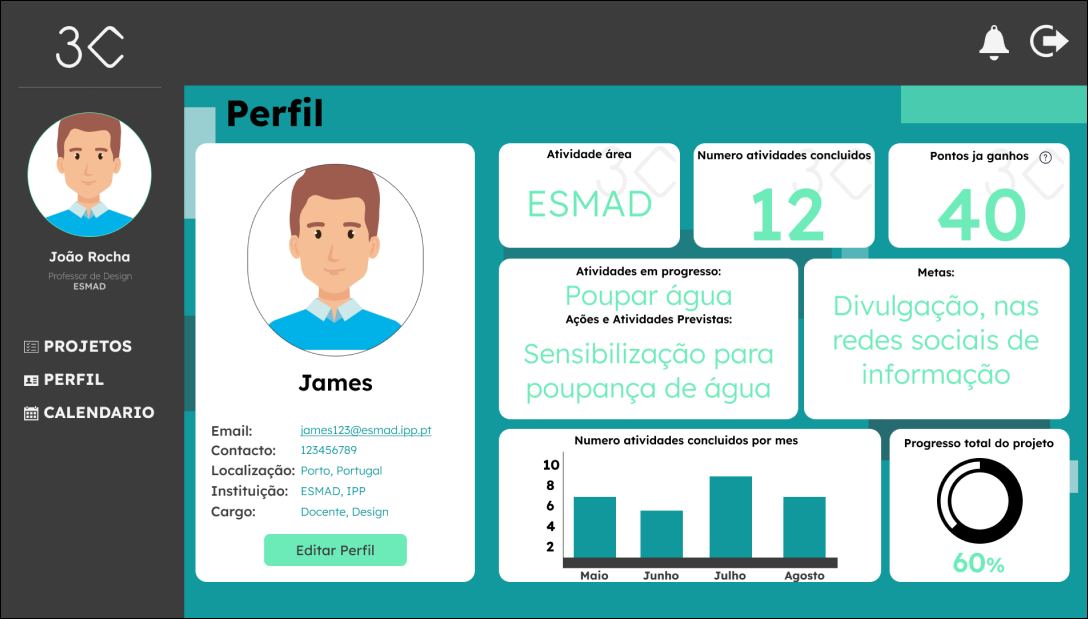 3C
João Rocha
Professor de Design
ESMAD
PROJETOS
PERFIL
CALENDARIO
Perfil
James
Email: james123@esmad.ipp.pt
Contacto: 123456789
Localização: Porto, Portugal
Instituição: ESMAD, IPP
Cargo: Docente, Design
Editar Perfil
Atividade área
ESMAD
Numero atividades concluidos
12
Pontos ja ganhos ?
40
Atividades em progresso:
Poupar água
Ações e Atividades Previstas:
Sensibilização para
poupança de água
Metas:
Divulgação, nas
redes sociais de
informação
Numero atividades concluidos por mes
10
8
6
4
2
Maio Junho Julho Agosto
Progresso total do projeto
60%